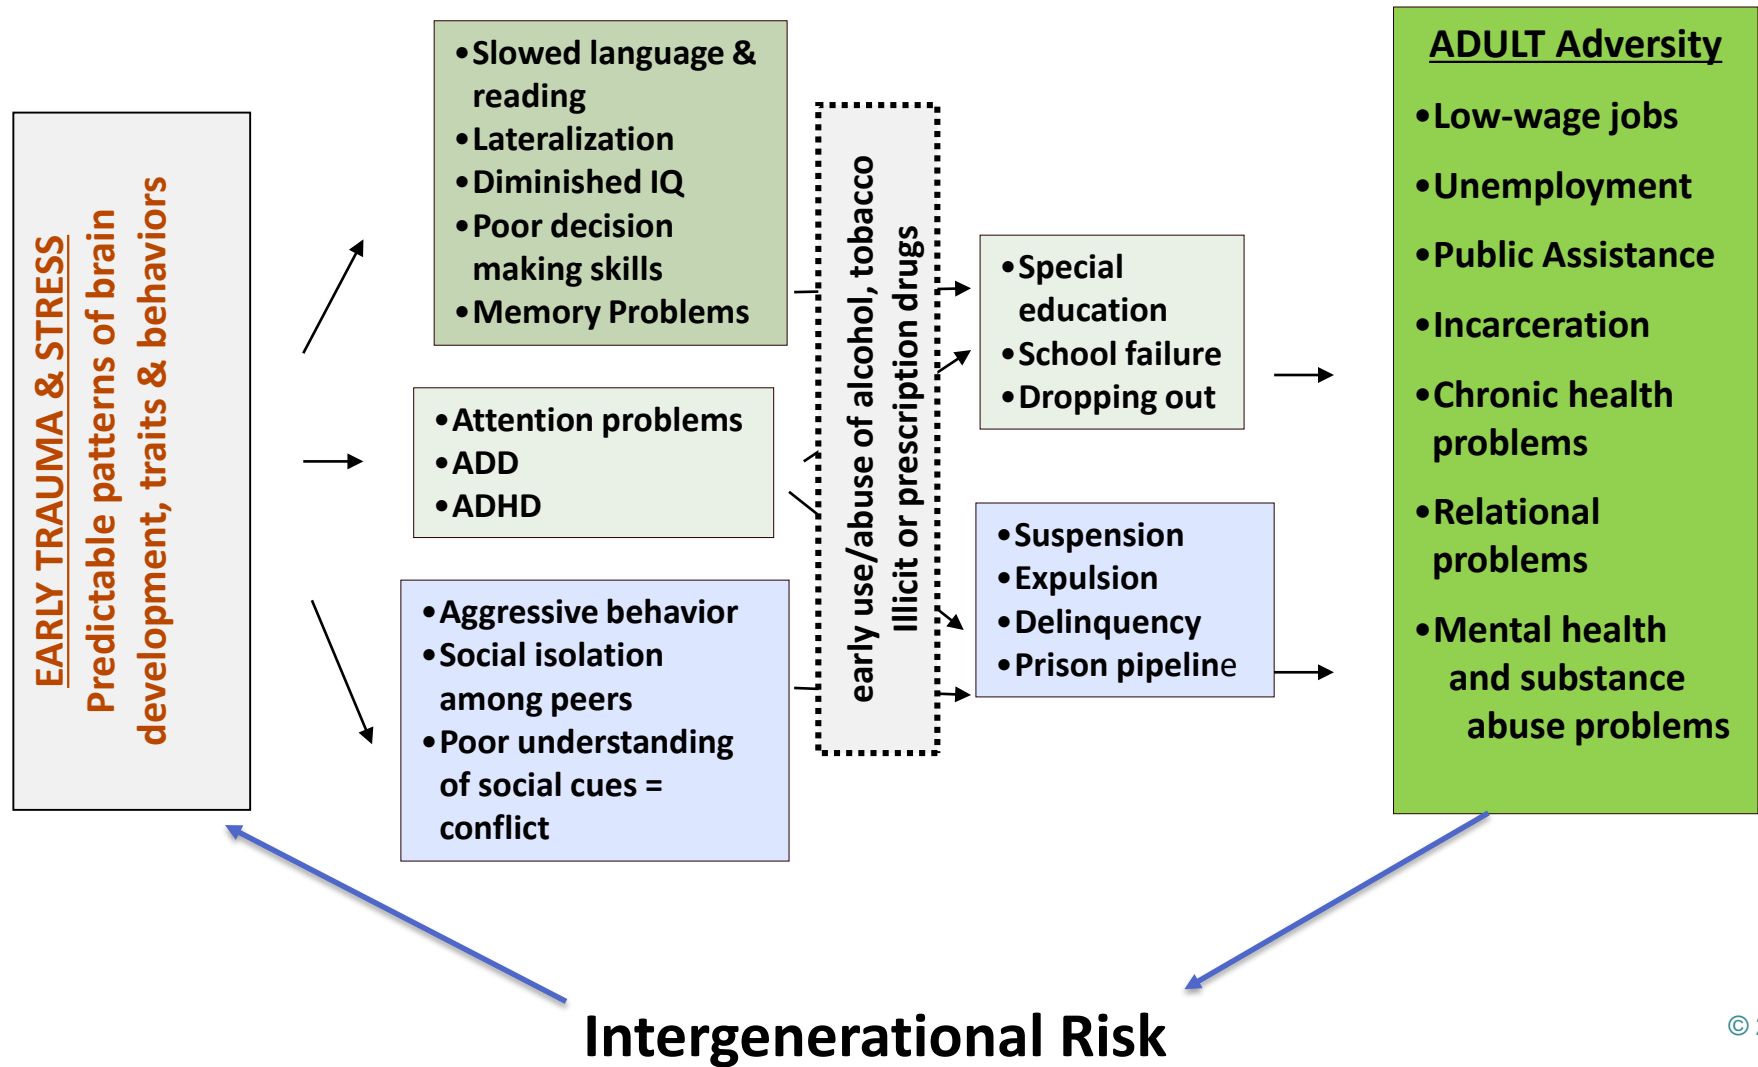 EARLY TRAUMA & STRESS
Predictable patterns of brain
development, traits & behaviors
•Slowed language &
reading
•Lateralization
•Diminished IQ
•Poor decision
making skills
•Memory Problems
•Attention problems
•ADD
•ADHD
•Aggressive behavior
•Social isolation
among peers
•Poor understanding
of social cues =
conflict
early use/abuse of alcohol, tobacco
Illicit or prescription drugs
•Special
education
•School failure
•Dropping out
•Suspension
•Expulsion
•Delinquency
•Prison pipeline
ADULT Adversity
•Low-wage jobs
•Unemployment
•Public Assistance
•Incarceration
•Chronic health
problems
•Relational
problems
•Mental health
and substance
abuse problems
Intergenerational Risk
©